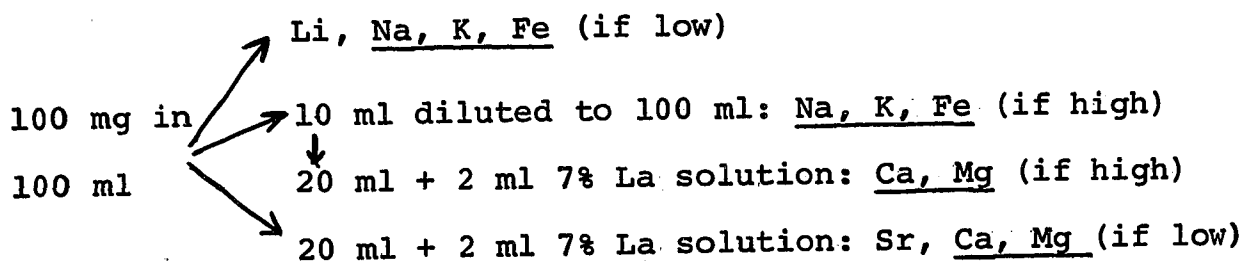 Li, Na, K, Fe (if low)
100 mg in
10 ml diluted to 100 ml: Na, K, Fe (if high)
100 ml
20 ml + 2 ml 7% La solution: Ca, Mg (if high)
20 ml + 2 ml 7% La solution: Sr, Ca, Mg (if low)